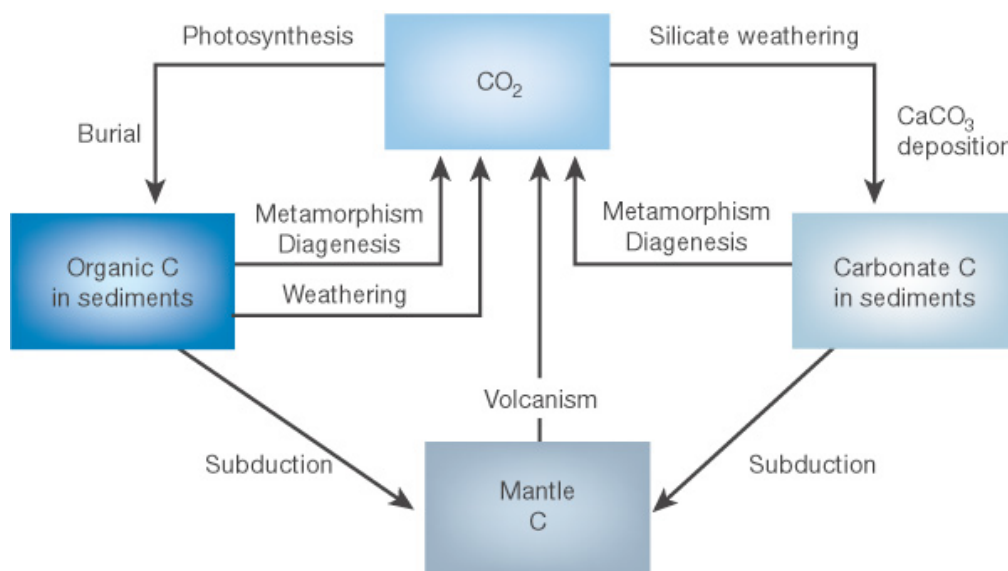 Photosynthesis
Silicate weathering
CO₂
Burial
CaCO₃
deposition
Metamorphism
Diagenesis
Metamorphism
Diagenesis
Organic C
in sediments
Weathering
Carbonate C
in sediments
Volcanism
Subduction
Subduction
Mantle
C